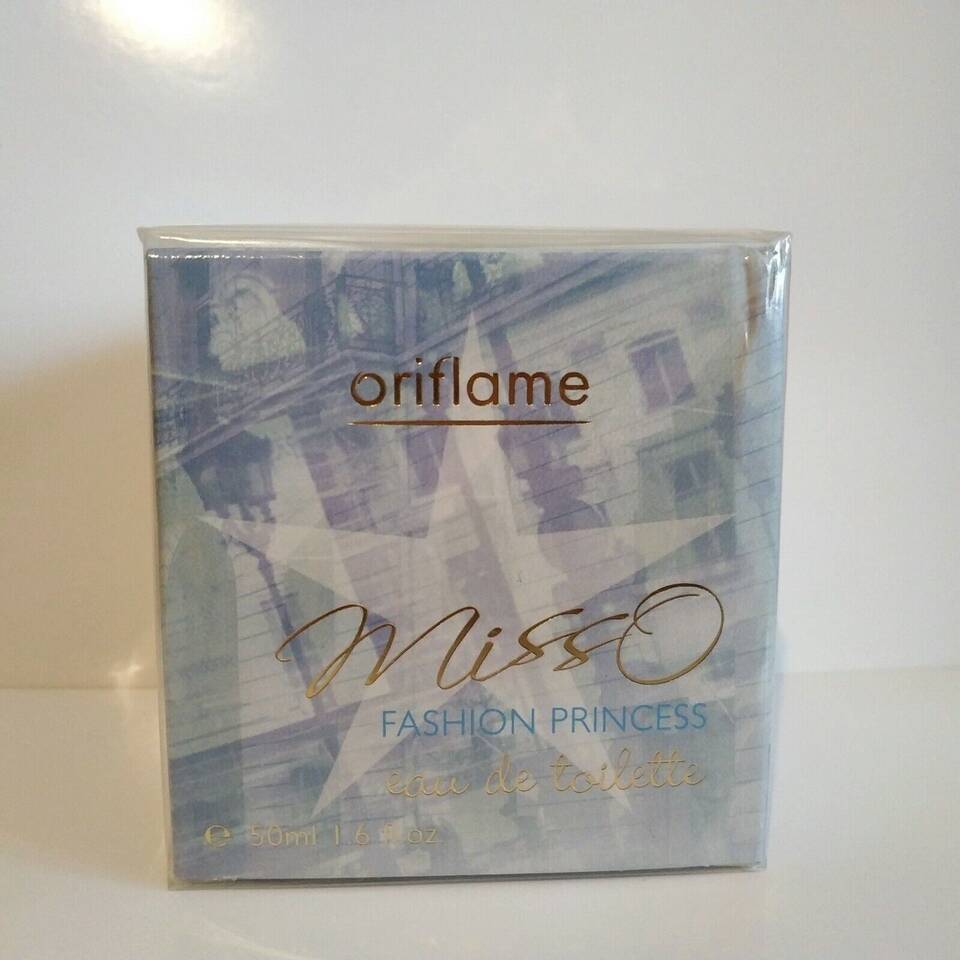 oriflame
MissO
FASHION PRINCESS
eau de toilette
℮ 50ml 1.6 fl oz